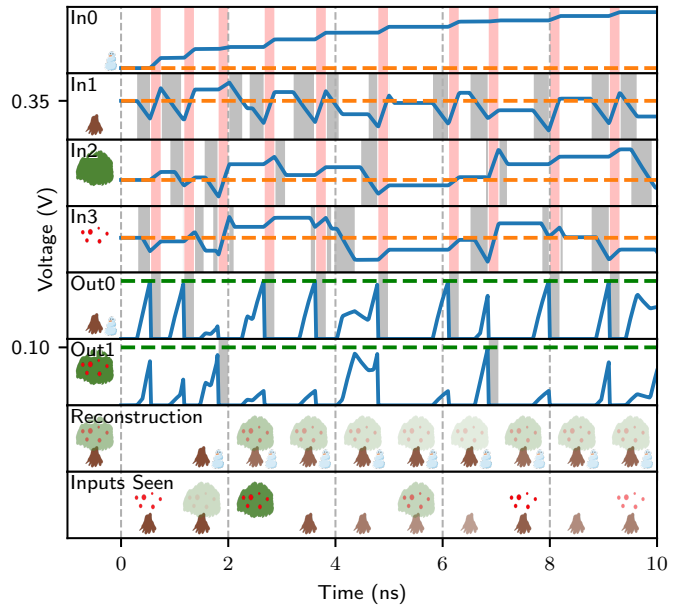 In0
In1
0.35
In2
In3
Voltage (V)
Out0
Out1
0.10
Reconstruction
Inputs Seen
0 2 4 6 8 10
Time (ns)